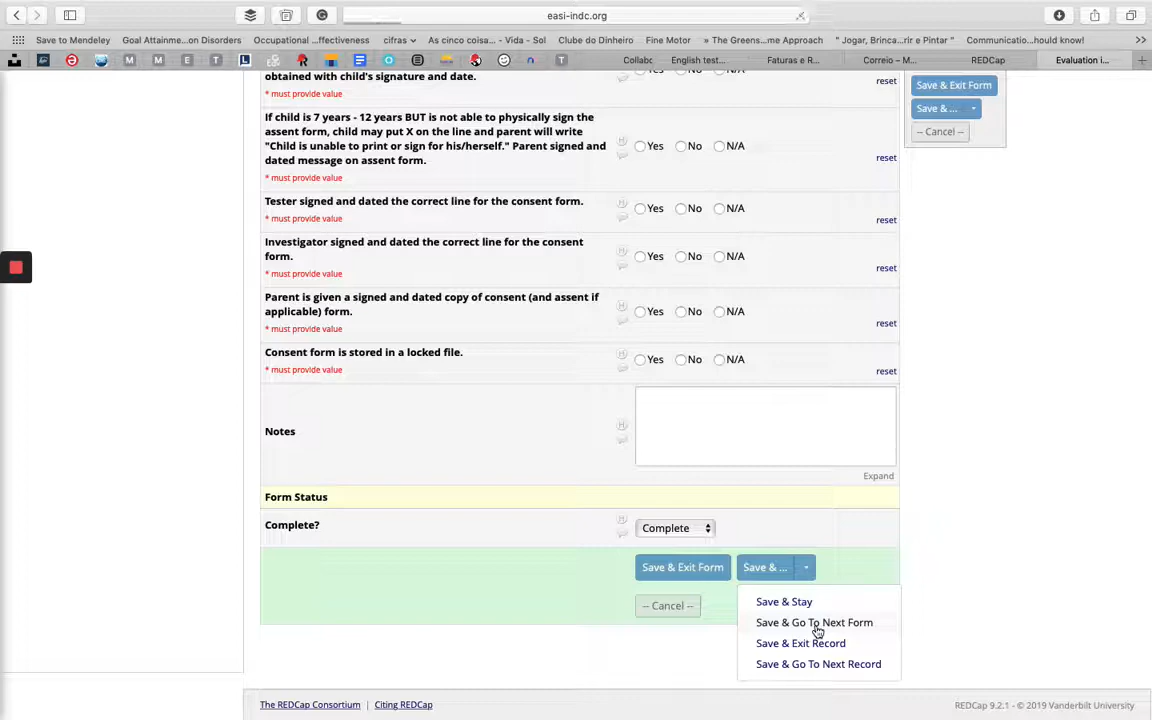 easi-indc.org
Save to Mendeley
Goal Attainme...on Disorders
Occupational ...ffectiveness
cifras
As cinco coisa... - Vida - Sol
Clube do Dinheiro
Fine Motor
» The Greens...me Approach
" Jogar, Brinca...rir e Pintar "
Communicatio...hould know!
>>
M M E T L T
Collabc
English test...
Faturas e R...
Correio – M...
REDCap
Evaluation i...
obtained with child's signature and date.
* must provide value
reset
Save & Exit Form
Save & ...
-- Cancel --
If child is 7 years - 12 years BUT is not able to physically sign the
assent form, child may put X on the line and parent will write
"Child is unable to print or sign for his/herself." Parent signed and
dated message on assent form.
* must provide value
H Yes No N/A
reset
Tester signed and dated the correct line for the consent form.
* must provide value
H Yes No N/A
reset
Investigator signed and dated the correct line for the consent
form.
* must provide value
H Yes No N/A
reset
Parent is given a signed and dated copy of consent (and assent if
applicable) form.
* must provide value
H Yes No N/A
reset
Consent form is stored in a locked file.
* must provide value
H Yes No N/A
reset
Notes
H
Expand
Form Status
Complete?
H Complete
Save & Exit Form
Save & ...
-- Cancel --
Save & Stay
Save & Go To Next Form
Save & Exit Record
Save & Go To Next Record
The REDCap Consortium | Citing REDCap
REDCap 9.2.1 - © 2019 Vanderbilt University